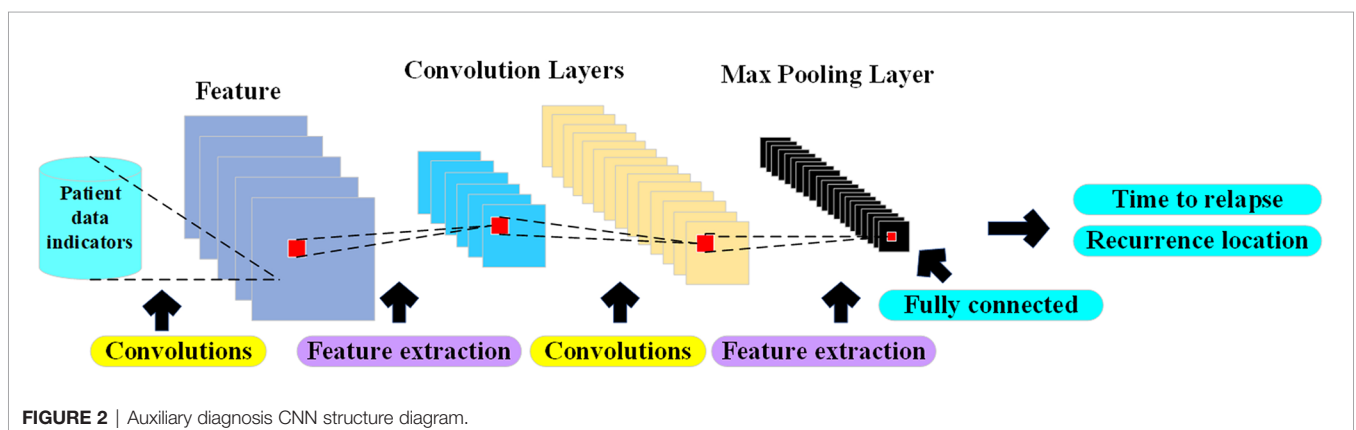 Feature
Convolution Layers
Max Pooling Layer
Patient
data
indicators
Time to relapse
Recurrence location
Fully connected
Convolutions
Feature extraction
Convolutions
Feature extraction
FIGURE 2 | Auxiliary diagnosis CNN structure diagram.